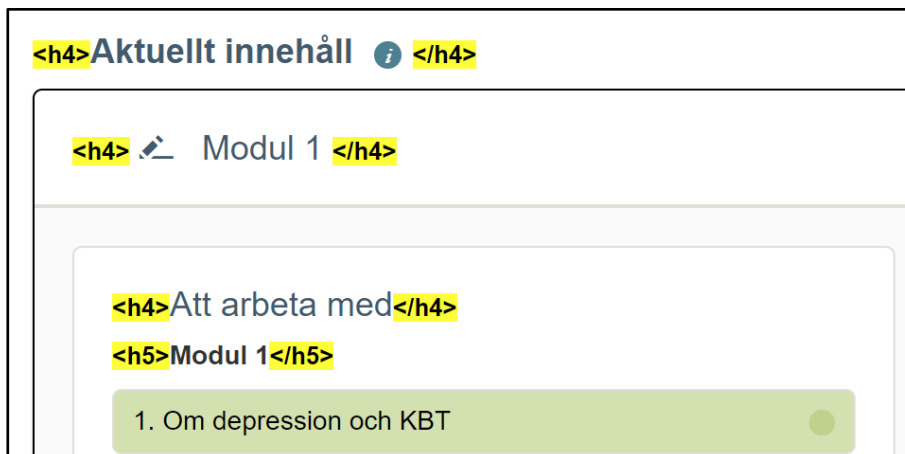 <h4>Aktuellt innehåll i </h4>
<h4> Modul 1 </h4>
<h4>Att arbeta med</h4>
<h5>Modul 1</h5>
1. Om depression och KBT